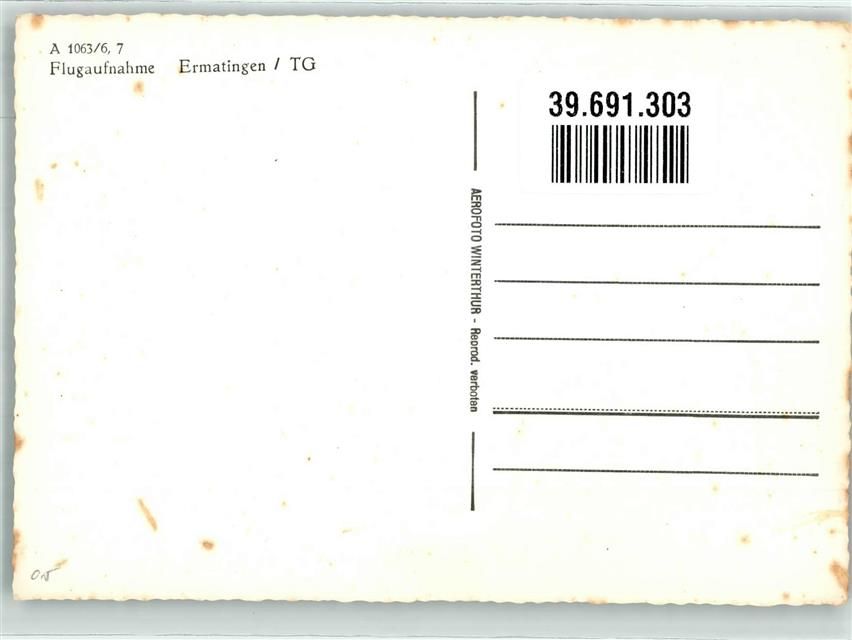 A 1063/6, 7
Flugaufnahme Ermatingen / TG
39.691.303
AEROFOTO WINTERTHUR - Reprod. verboten